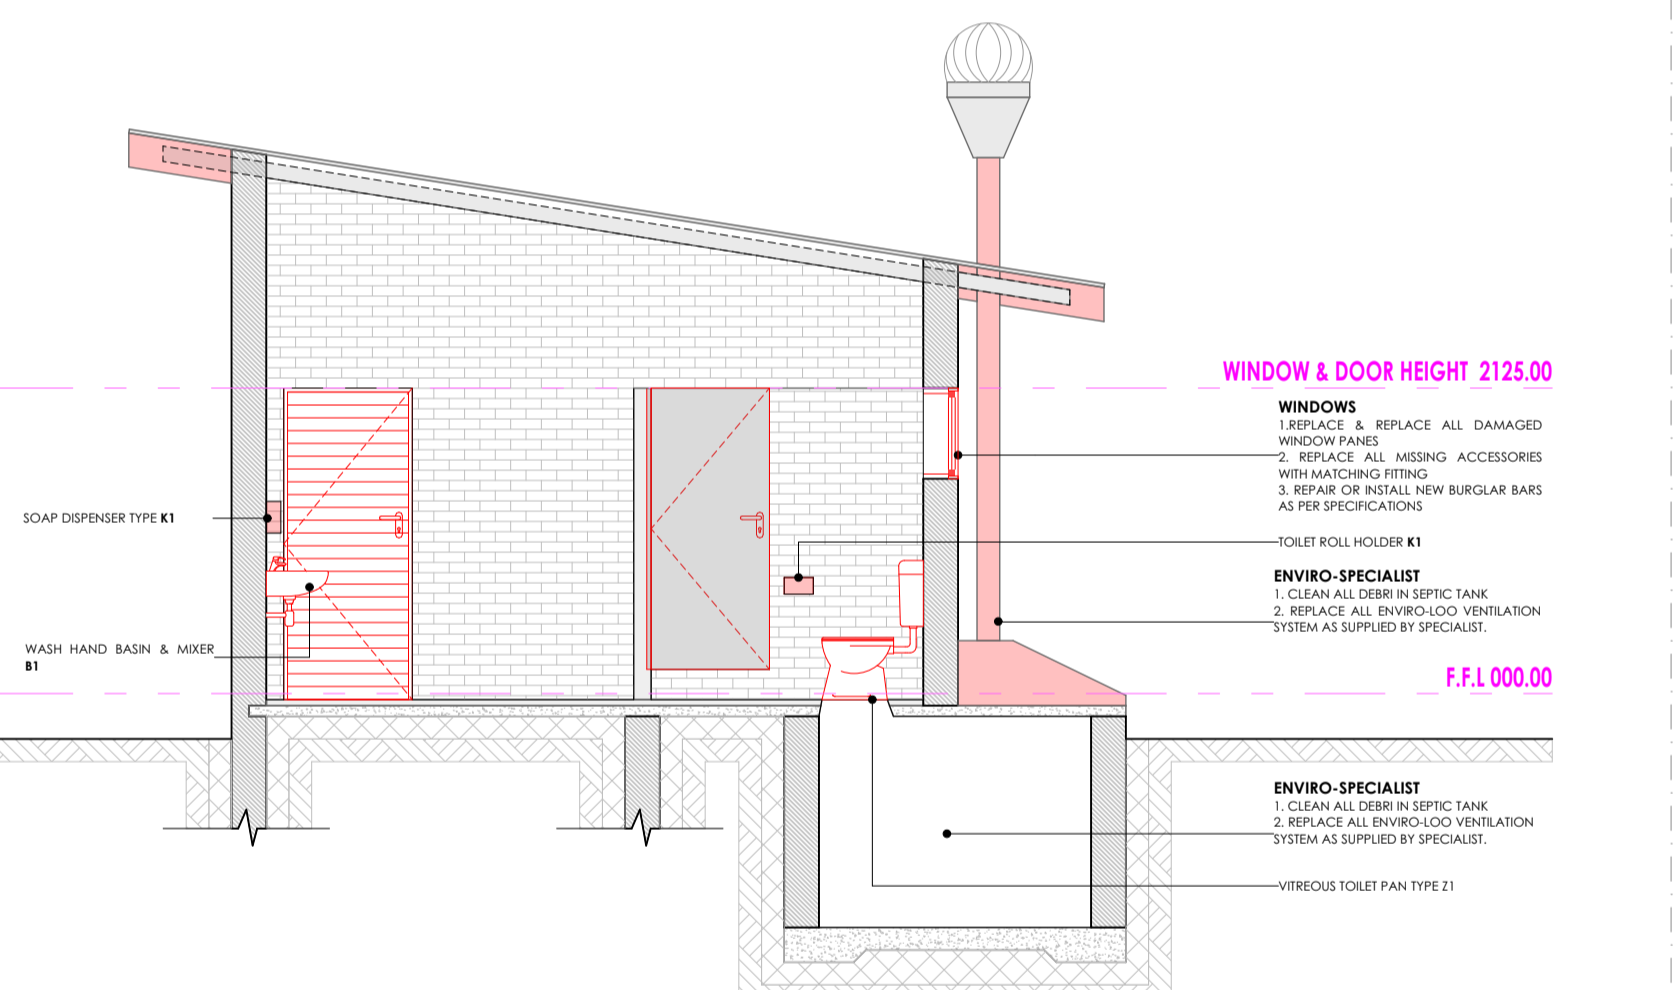 WINDOW & DOOR HEIGHT 2125.00
WINDOWS
1.REPLACE & REPLACE ALL DAMAGED
WINDOW PANES
2. REPLACE ALL MISSING ACCESSORIES
WITH MATCHING FITTING
3. REPAIR OR INSTALL NEW BURGLAR BARS
AS PER SPECIFICATIONS
SOAP DISPENSER TYPE K1
TOILET ROLL HOLDER K1
ENVIRO-SPECIALIST
1. CLEAN ALL DEBRI IN SEPTIC TANK
2. REPLACE ALL ENVIRO-LOO VENTILATION
SYSTEM AS SUPPLIED BY SPECIALIST.
WASH HAND BASIN & MIXER
B1
F.F.L 000.00
ENVIRO-SPECIALIST
1. CLEAN ALL DEBRI IN SEPTIC TANK
2. REPLACE ALL ENVIRO-LOO VENTILATION
SYSTEM AS SUPPLIED BY SPECIALIST.
VITREOUS TOILET PAN TYPE Z1